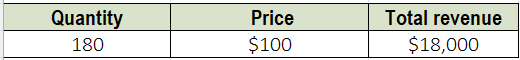 Quantity Price Total revenue
180 $100 $18,000